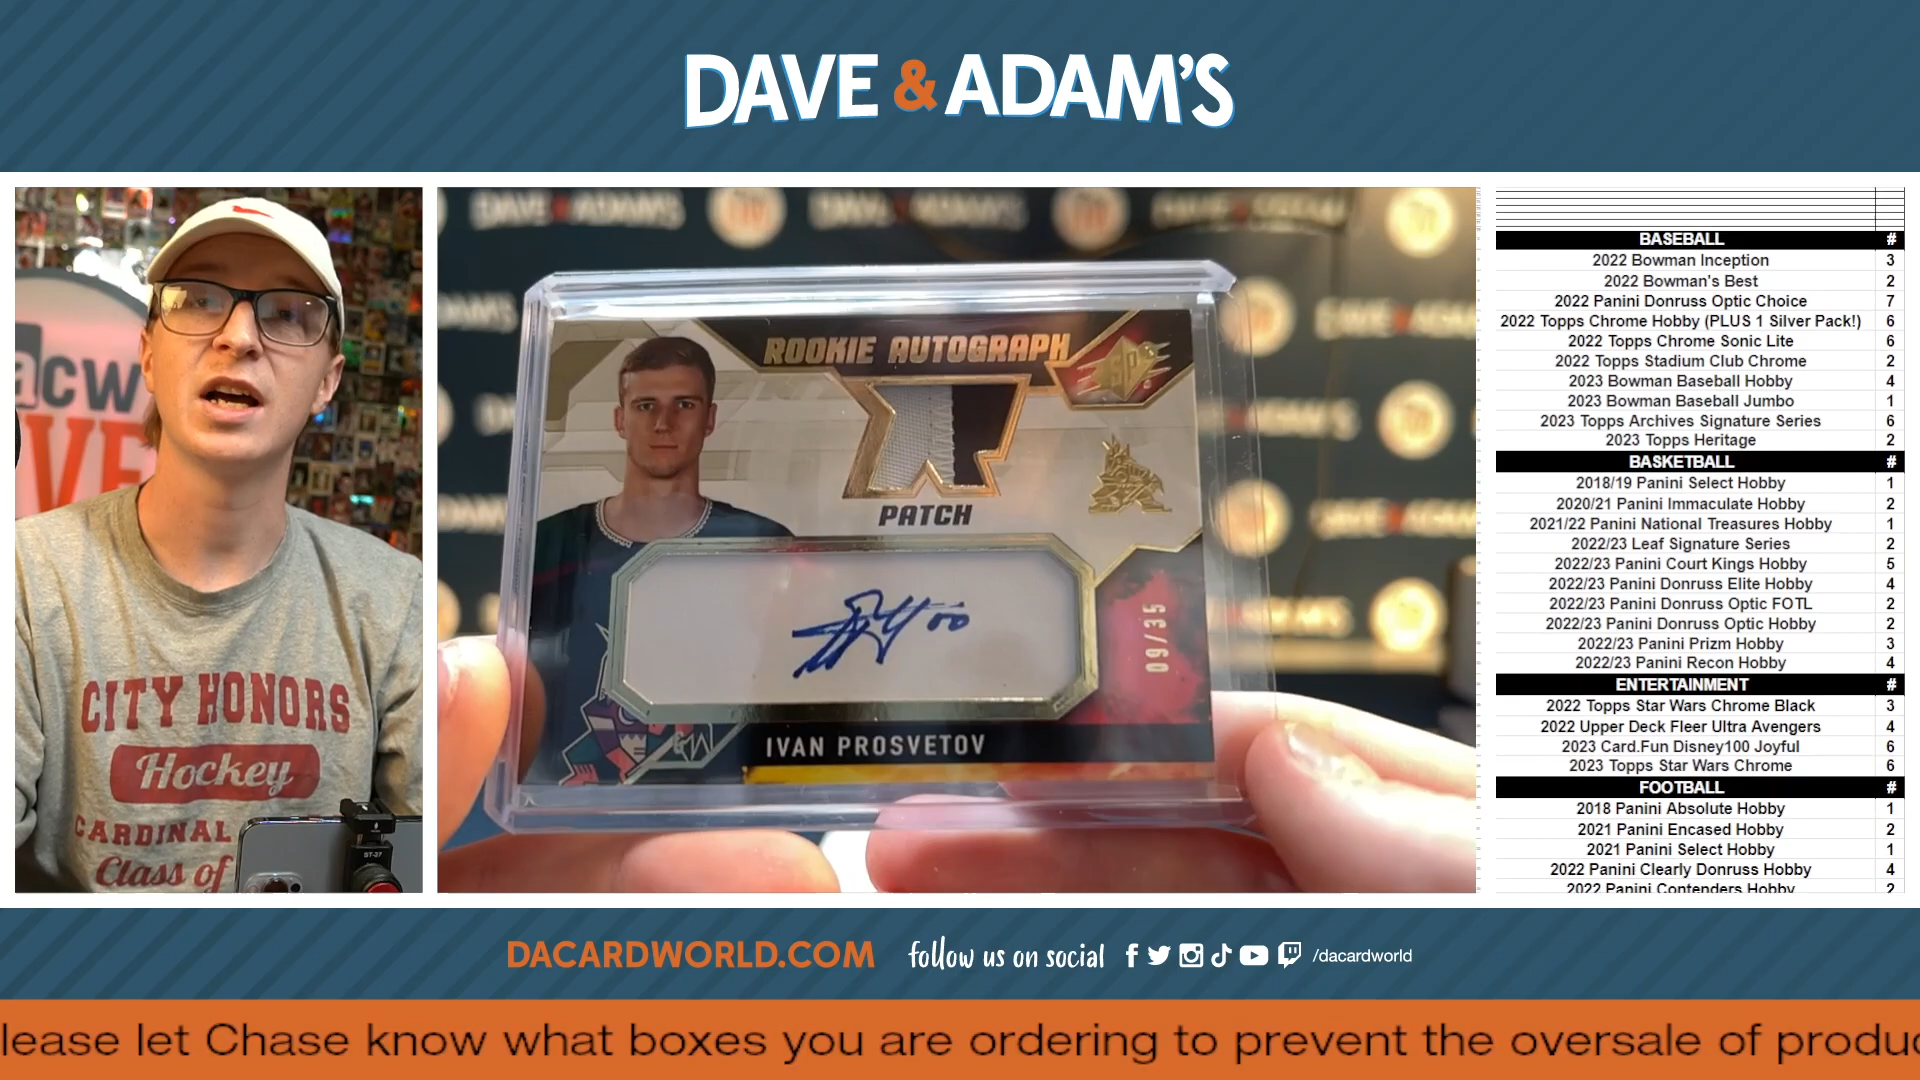 DAVE & ADAM'S
CITY HONORS
Hockey
CARDINAL
Class of
ROOKIE AUTOGRAPH
SPx
PATCH
09/35
IVAN PROSVETOV
BASEBALL #
2022 Bowman Inception 3
2022 Bowman's Best 2
2022 Panini Donruss Optic Choice 7
2022 Topps Chrome Hobby (PLUS 1 Silver Pack!) 6
2022 Topps Chrome Sonic Lite 6
2022 Topps Stadium Club Chrome 2
2023 Bowman Baseball Hobby 4
2023 Bowman Baseball Jumbo 1
2023 Topps Archives Signature Series 6
2023 Topps Heritage 2
BASKETBALL #
2018/19 Panini Select Hobby 1
2020/21 Panini Immaculate Hobby 2
2021/22 Panini National Treasures Hobby 1
2022/23 Leaf Signature Series 2
2022/23 Panini Court Kings Hobby 5
2022/23 Panini Donruss Elite Hobby 4
2022/23 Panini Donruss Optic FOTL 2
2022/23 Panini Donruss Optic Hobby 2
2022/23 Panini Prizm Hobby 3
2022/23 Panini Recon Hobby 4
ENTERTAINMENT #
2022 Topps Star Wars Chrome Black 3
2022 Upper Deck Fleer Ultra Avengers 4
2023 Card.Fun Disney100 Joyful 6
2023 Topps Star Wars Chrome 6
FOOTBALL #
2018 Panini Absolute Hobby 1
2021 Panini Encased Hobby 2
2021 Panini Select Hobby 1
2022 Panini Clearly Donruss Hobby 4
2022 Panini Contenders Hobby 2
DACARDWORLD.COM follow us on social /dacardworld
lease let Chase know what boxes you are ordering to prevent the oversale of produc